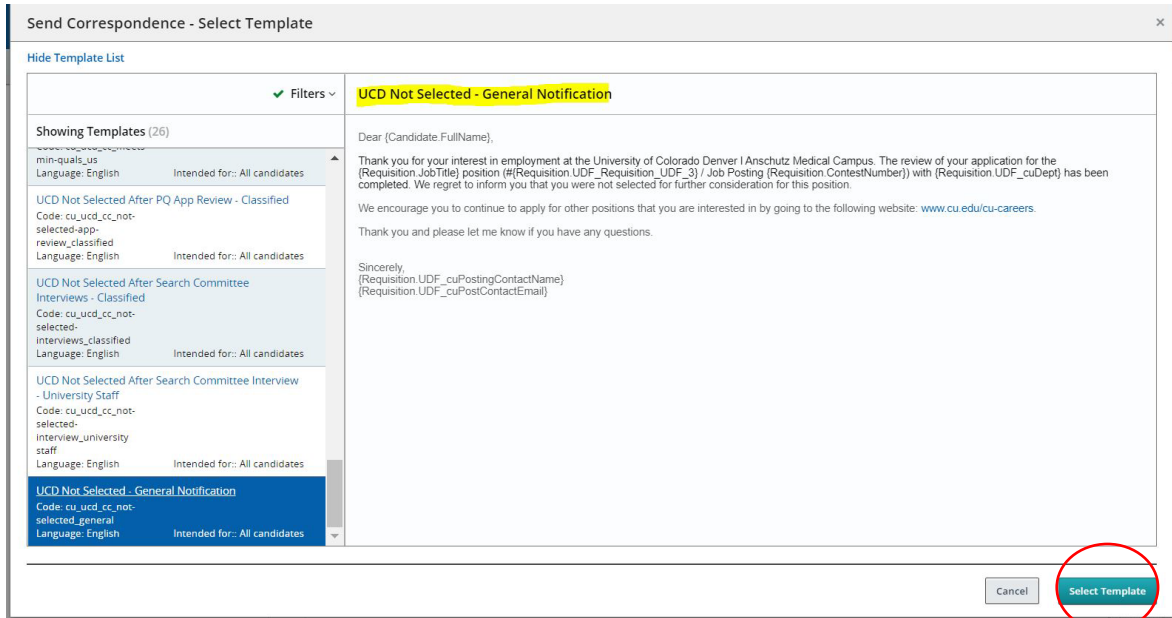 Send Correspondence - Select Template
×
Hide Template List
Filters
Showing Templates (26)
min-quals_us
Language: English Intended for:: All candidates
UCD Not Selected After PQ App Review - Classified
Code: cu_ucd_cc_not-
selected-app-
review_classified
Language: English Intended for:: All candidates
UCD Not Selected After Search Committee
Interviews - Classified
Code: cu_ucd_cc_not-
selected-
interviews_classified
Language: English Intended for:: All candidates
UCD Not Selected After Search Committee Interview
- University Staff
Code: cu_ucd_cc_not-
selected-
interview_university
staff
Language: English Intended for:: All candidates
UCD Not Selected - General Notification
Code: cu_ucd_cc_not-
selected_general
Language: English Intended for:: All candidates
UCD Not Selected - General Notification
Dear {Candidate.FullName},
Thank you for your interest in employment at the University of Colorado Denver l Anschutz Medical Campus. The review of your application for the
{Requisition.JobTitle} position (#{Requisition.UDF_Requisition_UDF_3} / Job Posting {Requisition.ContestNumber}) with {Requisition.UDF_cuDept} has been
completed. We regret to inform you that you were not selected for further consideration for this position.
We encourage you to continue to apply for other positions that you are interested in by going to the following website: www.cu.edu/cu-careers.
Thank you and please let me know if you have any questions.
Sincerely,
{Requisition.UDF_cuPostingContactName}
{Requisition.UDF_cuPostContactEmail}
Cancel
Select Template